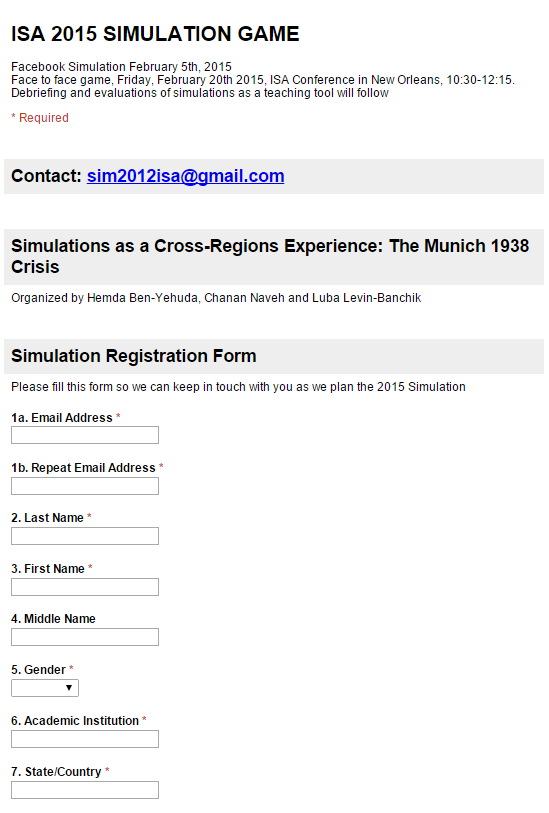 ISA 2015 SIMULATION GAME
Facebook Simulation February 5th, 2015
Face to face game, Friday, February 20th 2015, ISA Conference in New Orleans, 10:30-12:15.
Debriefing and evaluations of simulations as a teaching tool will follow
* Required
Contact: sim2012isa@gmail.com
Simulations as a Cross-Regions Experience: The Munich 1938
Crisis
Organized by Hemda Ben-Yehuda, Chanan Naveh and Luba Levin-Banchik
Simulation Registration Form
Please fill this form so we can keep in touch with you as we plan the 2015 Simulation
1a. Email Address *
1b. Repeat Email Address *
2. Last Name *
3. First Name *
4. Middle Name
5. Gender *
6. Academic Institution *
7. State/Country *